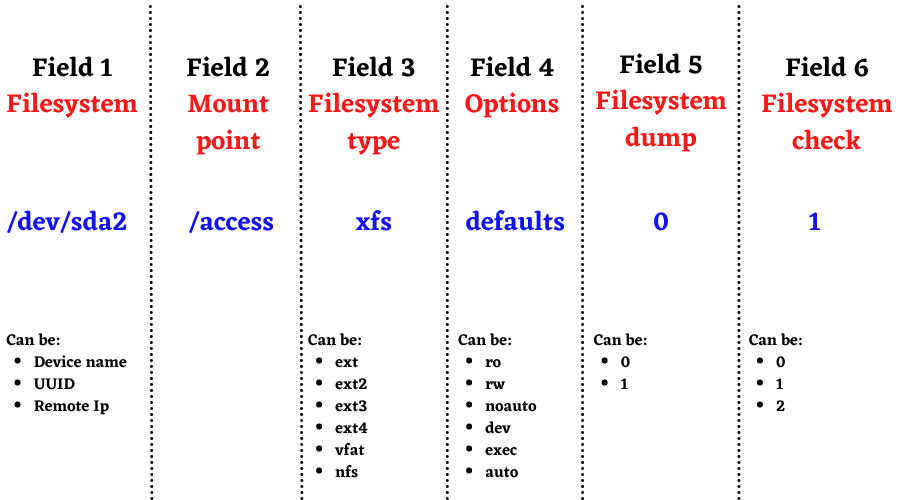 Field 1
Filesystem
/dev/sda2
Can be:
• Device name
• UUID
• Remote Ip
Field 2
Mount
point
/access
Field 3
Filesystem
type
xfs
Can be:
• ext
• ext2
• ext3
• ext4
• vfat
• nfs
Field 4
Options
defaults
Can be:
• ro
• rw
• noauto
• dev
• exec
• auto
Field 5
Filesystem
dump
0
Can be:
• 0
• 1
Field 6
Filesystem
check
1
Can be:
• 0
• 1
• 2